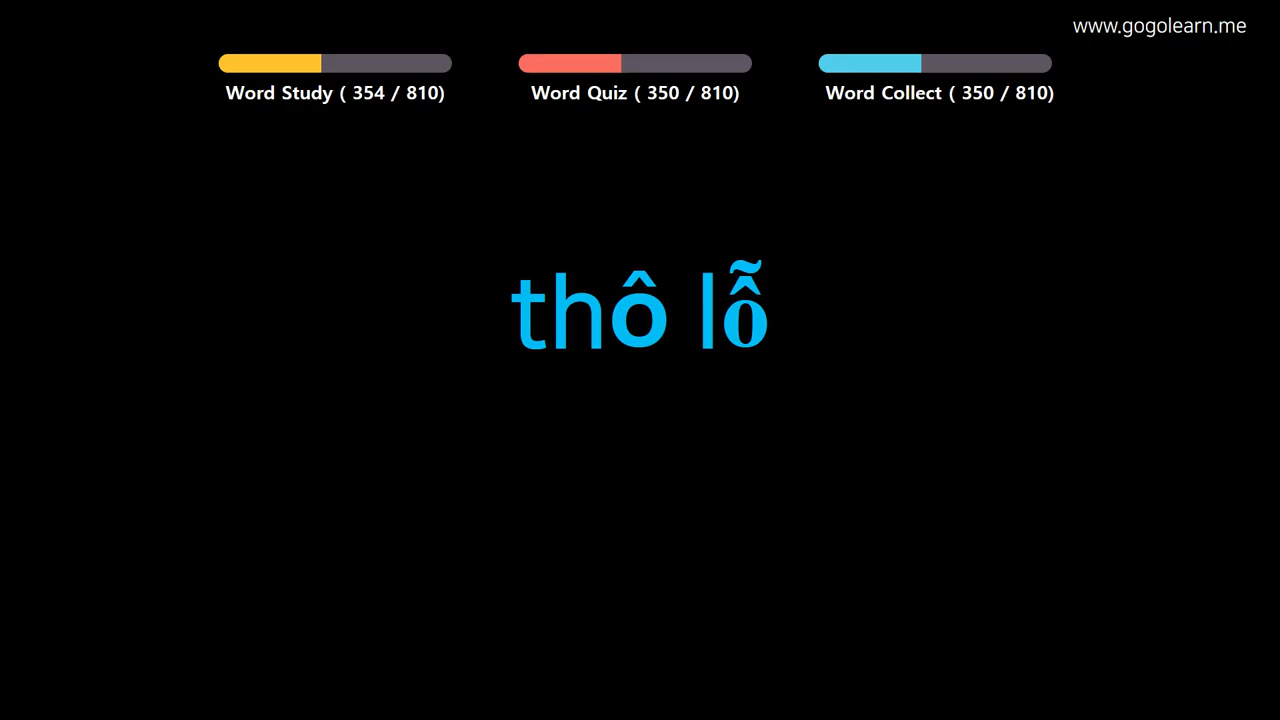 www.gogolearn.me
Word Study ( 354 / 810)
Word Quiz ( 350 / 810)
Word Collect ( 350 / 810)
thô lỗ